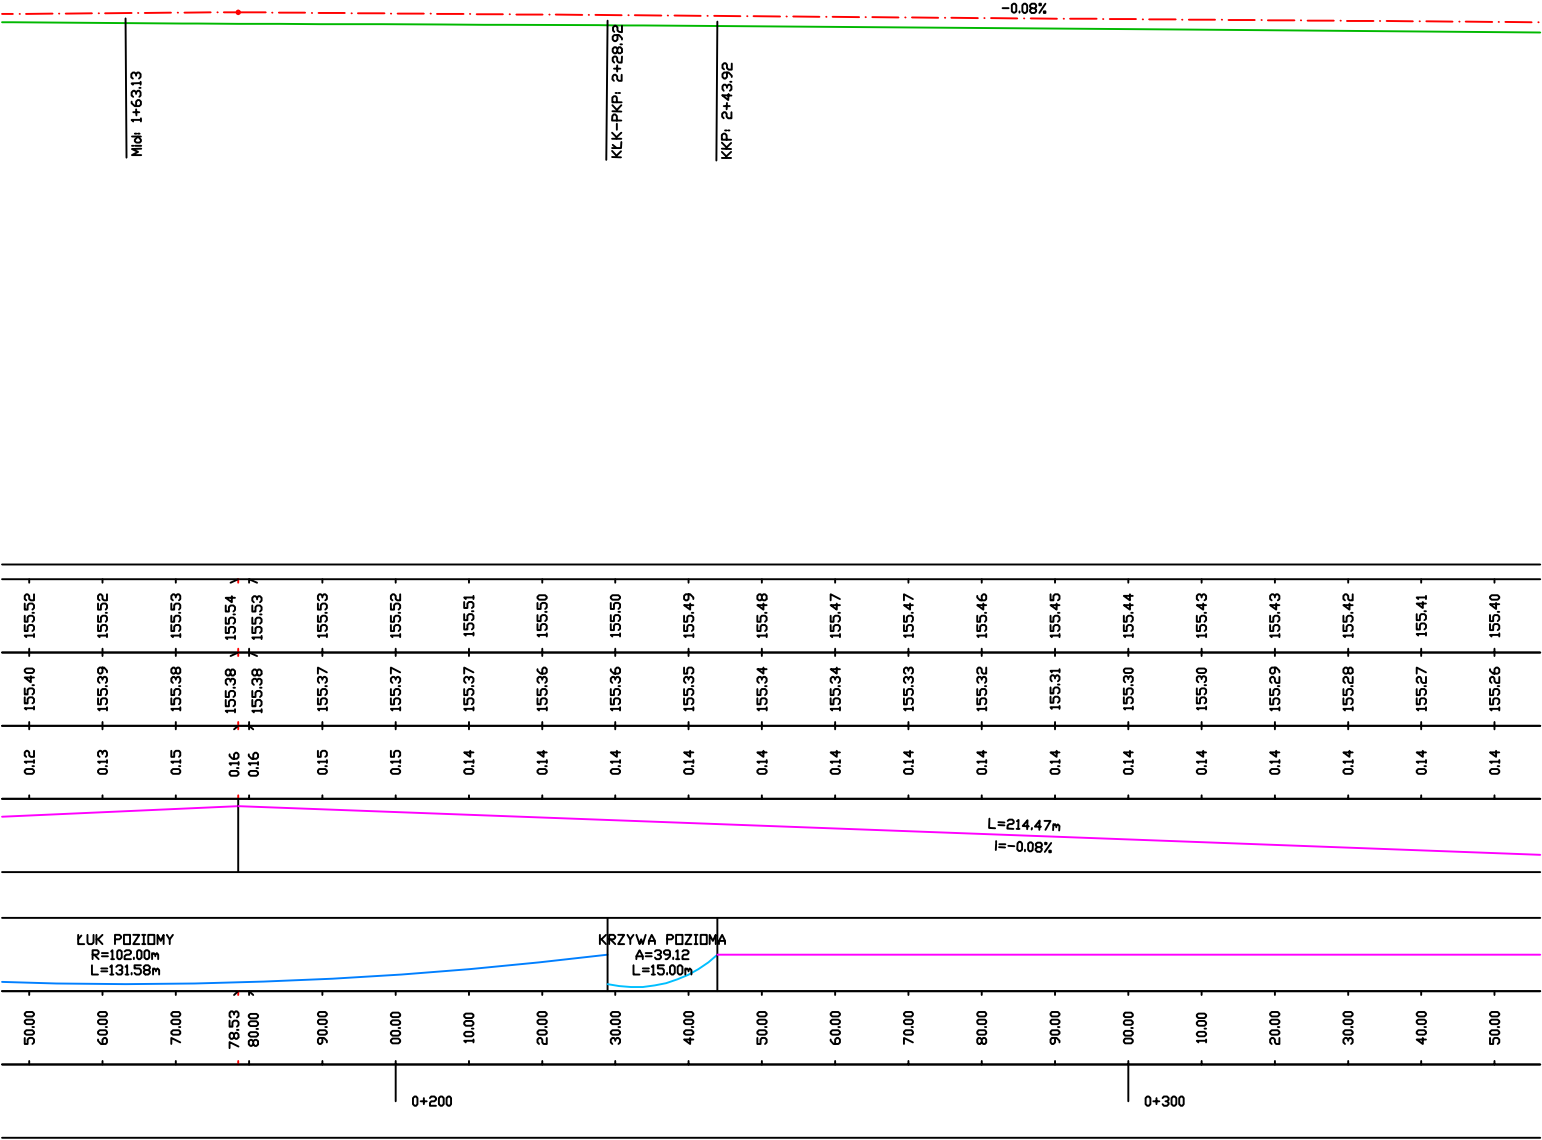 -0.08%
Mid: 1+63.13
KŁK-PKP: 2+28.92
KKP: 2+43.92
155.52 155.52 155.53 155.54 155.53 155.53 155.52 155.51 155.50 155.50 155.49 155.48 155.47 155.47 155.46 155.45 155.44 155.43 155.43 155.42 155.41 155.40
155.40 155.39 155.38 155.38 155.38 155.37 155.37 155.37 155.36 155.36 155.35 155.34 155.34 155.33 155.32 155.31 155.30 155.30 155.29 155.28 155.27 155.26
0.12 0.13 0.15 0.16 0.16 0.15 0.15 0.14 0.14 0.14 0.14 0.14 0.14 0.14 0.14 0.14 0.14 0.14 0.14 0.14 0.14 0.14
L=214.47m
i=-0.08%
ŁUK POZIOMY
R=102.00m
L=131.58m
KRZYWA POZIOMA
A=39.12
L=15.00m
50.00 60.00 70.00 78.53 80.00 90.00 00.00 10.00 20.00 30.00 40.00 50.00 60.00 70.00 80.00 90.00 00.00 10.00 20.00 30.00 40.00 50.00
0+200 0+300